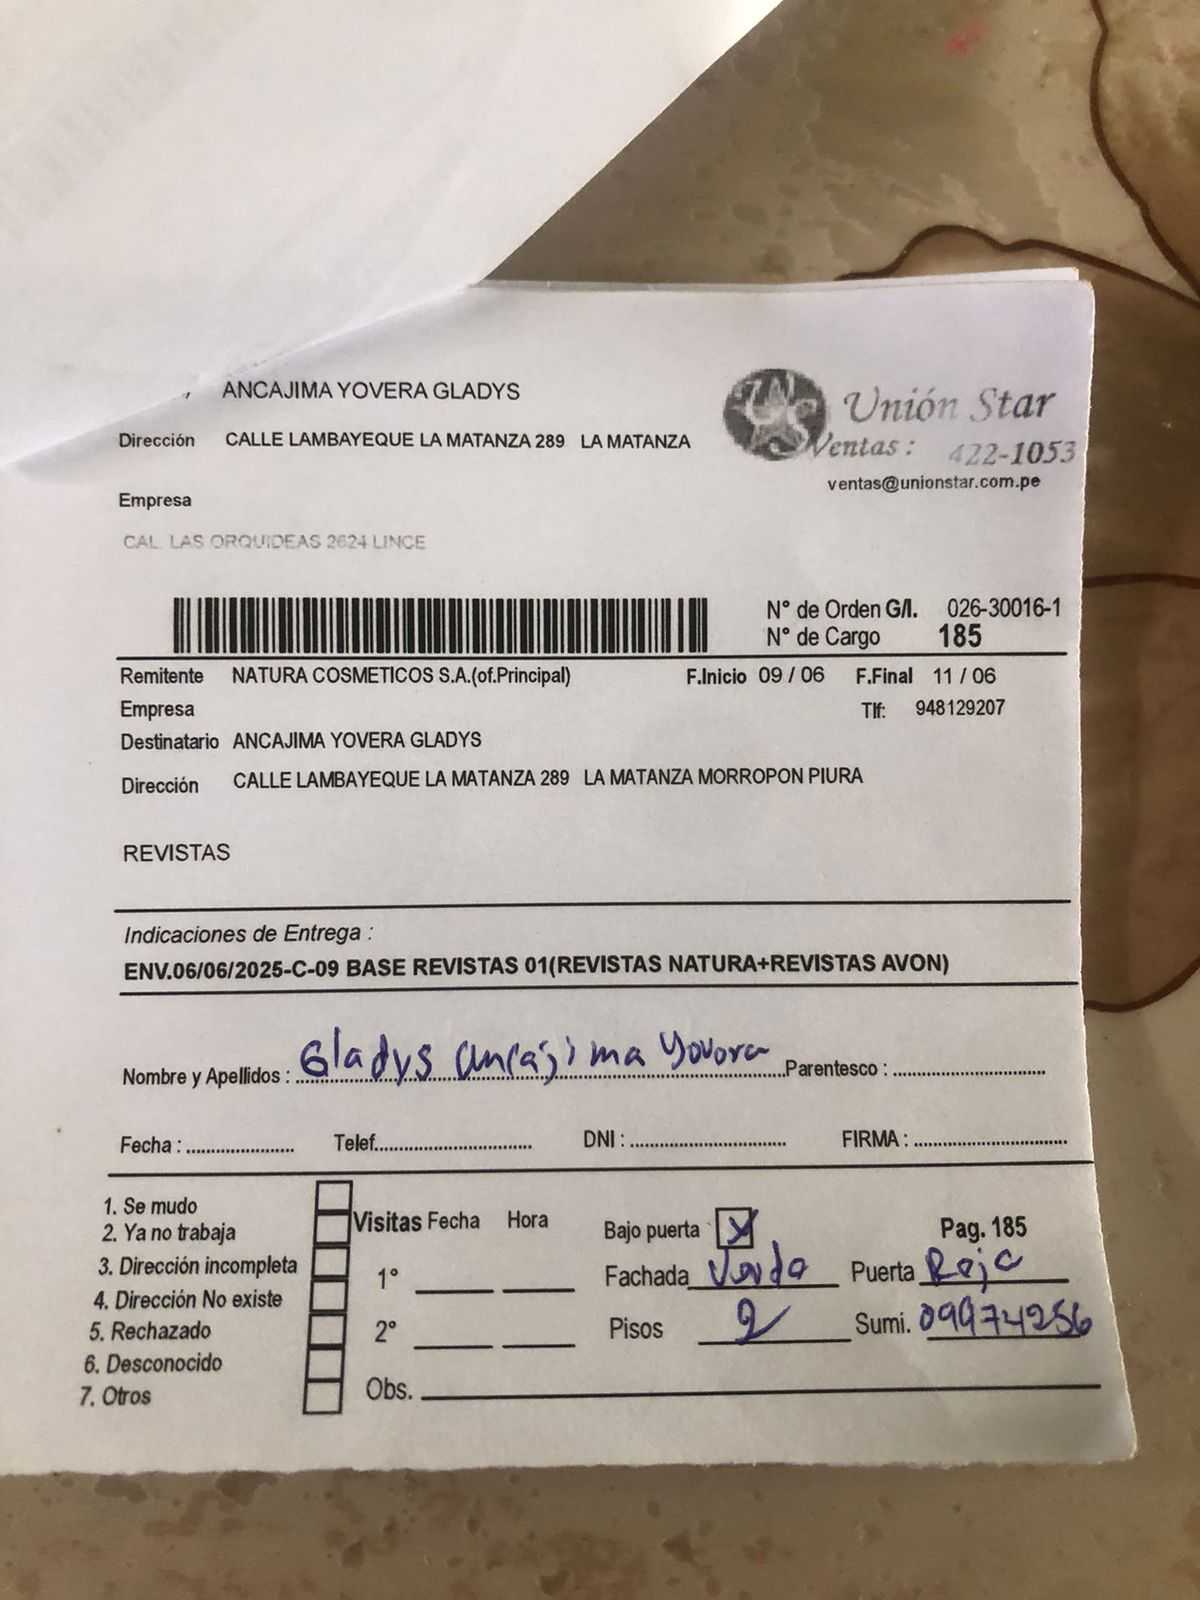 ANCAJIMA YOVERA GLADYS
Dirección CALLE LAMBAYEQUE LA MATANZA 289 LA MATANZA
Unión Star
Ventas : 422-1053
ventas@unionstar.com.pe
Empresa
CAL. LAS ORQUIDEAS 2624 LINCE
N° de Orden G/I. 026-30016-1
N° de Cargo 185
Remitente NATURA COSMETICOS S.A.(of.Principal) F.Inicio 09 / 06 F.Final 11 / 06
Empresa Tlf: 948129207
Destinatario ANCAJIMA YOVERA GLADYS
Dirección CALLE LAMBAYEQUE LA MATANZA 289 LA MATANZA MORROPON PIURA
REVISTAS
Indicaciones de Entrega :
ENV.06/06/2025-C-09 BASE REVISTAS 01(REVISTAS NATURA+REVISTAS AVON)
Nombre y Apellidos : Gladys Ancajima Yovera Parentesco :
Fecha : Telef. DNI : FIRMA :
1. Se mudo
2. Ya no trabaja
3. Dirección incompleta
4. Dirección No existe
5. Rechazado
6. Desconocido
7. Otros
Visitas Fecha Hora
1°
2°
Obs.
Bajo puerta x Pag. 185
Fachada Verde Puerta Roja
Pisos 2 Sumi. 09974256